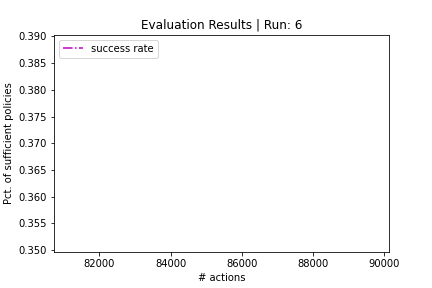 Evaluation Results | Run: 6
success rate
Pct. of sufficient policies
0.390
0.385
0.380
0.375
0.370
0.365
0.360
0.355
0.350
82000 84000 86000 88000 90000
# actions